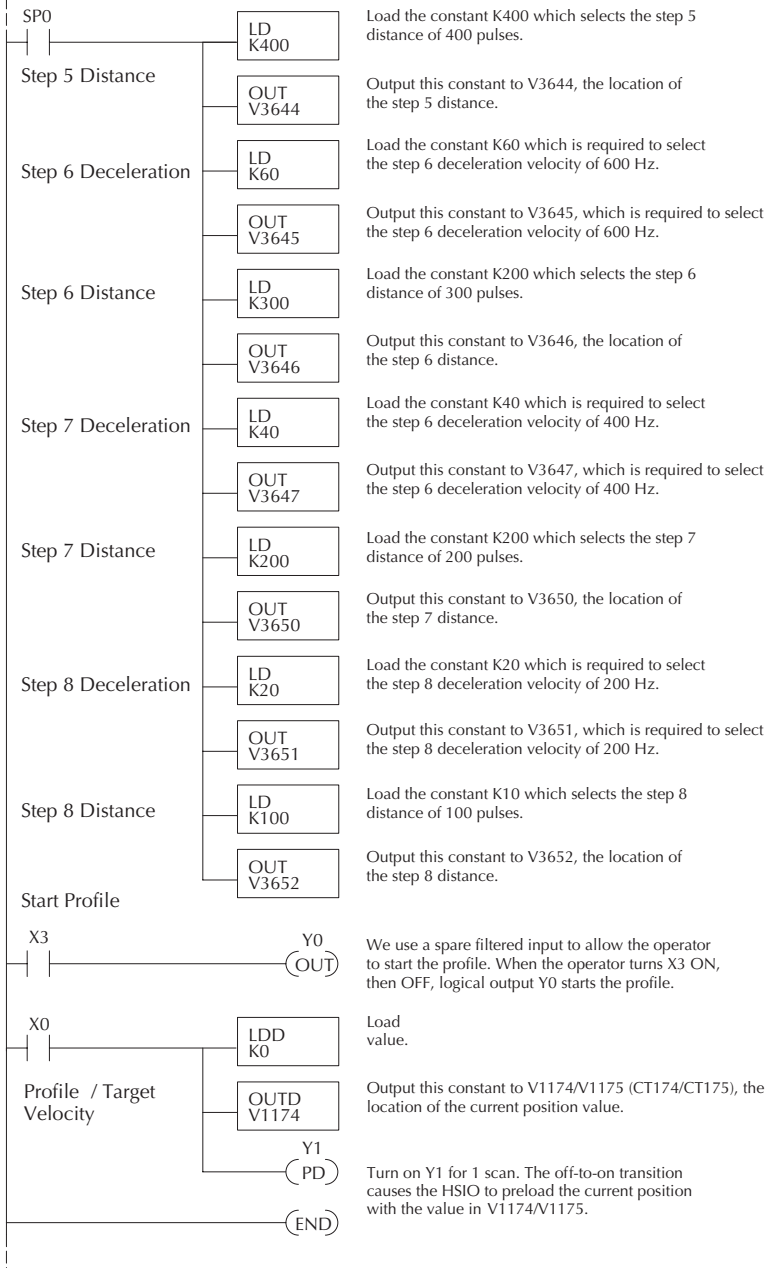 SP0
LD
K400
Load the constant K400 which selects the step 5
distance of 400 pulses.
Step 5 Distance
OUT
V3644
Output this constant to V3644, the location of
the step 5 distance.
Step 6 Deceleration
LD
K60
Load the constant K60 which is required to select
the step 6 deceleration velocity of 600 Hz.
OUT
V3645
Output this constant to V3645, which is required to select
the step 6 deceleration velocity of 600 Hz.
Step 6 Distance
LD
K300
Load the constant K200 which selects the step 6
distance of 300 pulses.
OUT
V3646
Output this constant to V3646, the location of
the step 6 distance.
Step 7 Deceleration
LD
K40
Load the constant K40 which is required to select
the step 6 deceleration velocity of 400 Hz.
OUT
V3647
Output this constant to V3647, which is required to select
the step 6 deceleration velocity of 400 Hz.
Step 7 Distance
LD
K200
Load the constant K200 which selects the step 7
distance of 200 pulses.
OUT
V3650
Output this constant to V3650, the location of
the step 7 distance.
Step 8 Deceleration
LD
K20
Load the constant K20 which is required to select
the step 8 deceleration velocity of 200 Hz.
OUT
V3651
Output this constant to V3651, which is required to select
the step 8 deceleration velocity of 200 Hz.
Step 8 Distance
LD
K100
Load the constant K10 which selects the step 8
distance of 100 pulses.
OUT
V3652
Output this constant to V3652, the location of
the step 8 distance.
Start Profile
X3
Y0
OUT
We use a spare filtered input to allow the operator
to start the profile. When the operator turns X3 ON,
then OFF, logical output Y0 starts the profile.
X0
LDD
K0
Load
value.
Profile / Target
Velocity
OUTD
V1174
Output this constant to V1174/V1175 (CT174/CT175), the
location of the current position value.
Y1
PD
Turn on Y1 for 1 scan. The off-to-on transition
causes the HSIO to preload the current position
with the value in V1174/V1175.
END